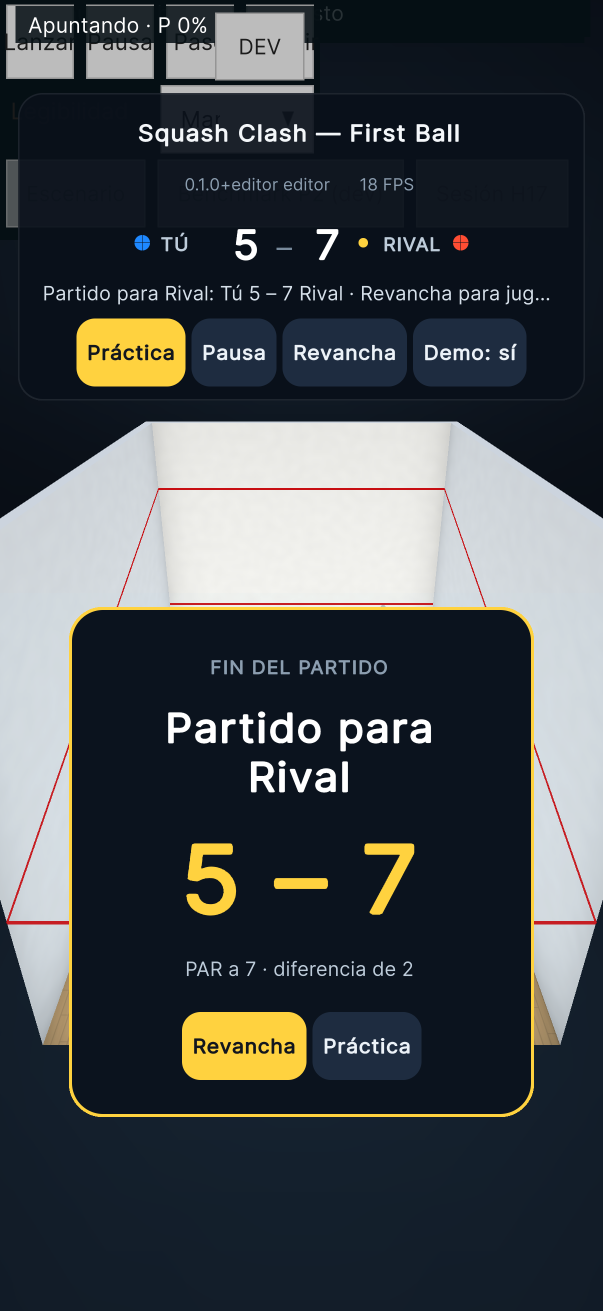 Apuntando · P 0%
Lanzar Pausa
DEV
Squash Clash — First Ball
0.1.0+editor editor 18 FPS
TÚ 5 – 7 RIVAL
Partido para Rival: Tú 5 – 7 Rival · Revancha para jug...
Práctica Pausa Revancha Demo: sí
FIN DEL PARTIDO
Partido para
Rival
5 – 7
PAR a 7 · diferencia de 2
Revancha Práctica